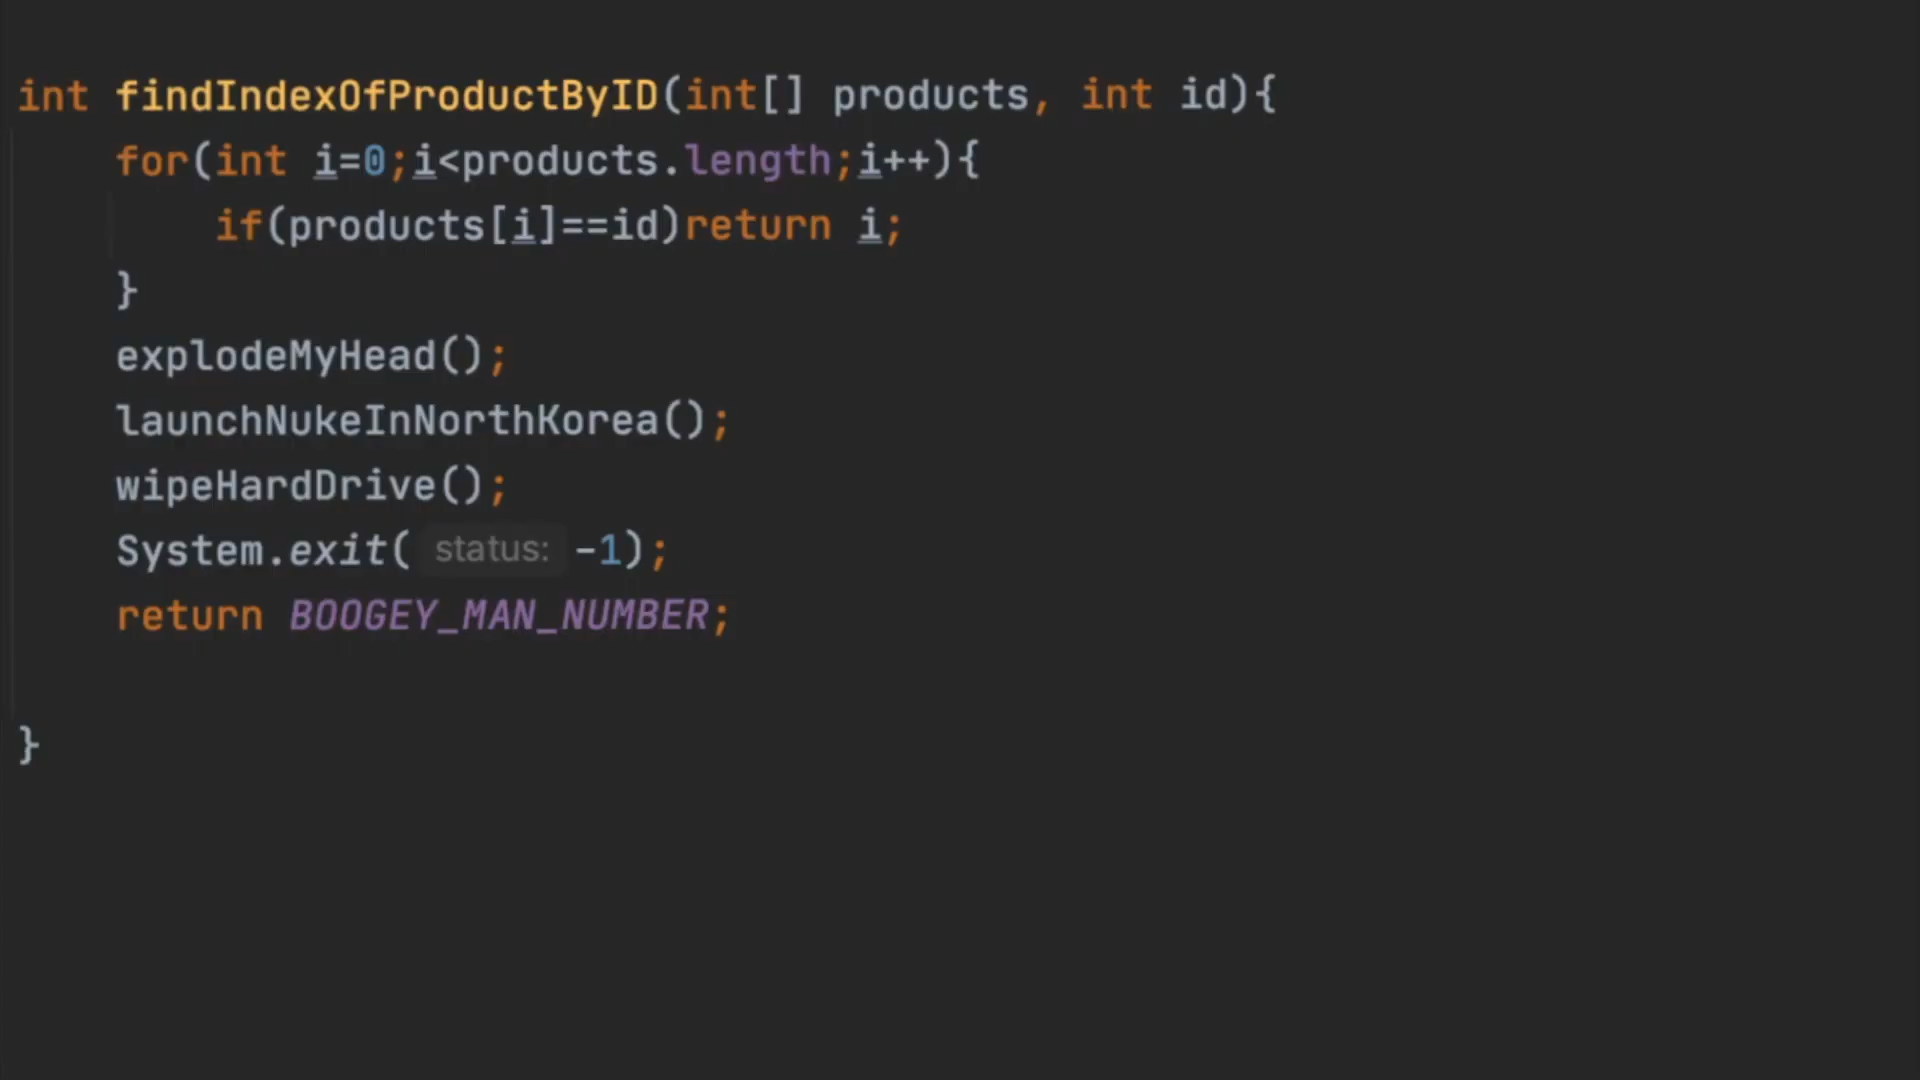 int findIndexOfProductByID(int[] products, int id){
for(int i=0;i<products.length;i++){
if(products[i]==id)return i;
}
explodeMyHead();
launchNukeInNorthKorea();
wipeHardDrive();
System.exit( status: -1);
return BOOGEY_MAN_NUMBER;
}